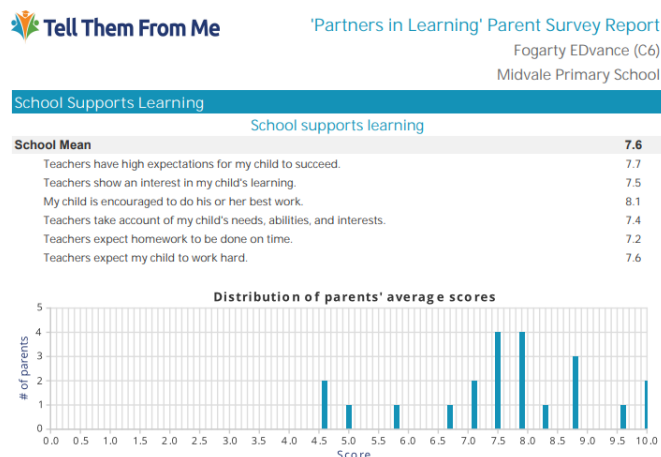 Tell Them From Me
'Partners in Learning' Parent Survey Report
Fogarty EDvance (C6)
Midvale Primary School
School Supports Learning
School supports learning
School Mean 7.6
Teachers have high expectations for my child to succeed. 7.7
Teachers show an interest in my child's learning. 7.5
My child is encouraged to do his or her best work. 8.1
Teachers take account of my child's needs, abilities, and interests. 7.4
Teachers expect homework to be done on time. 7.2
Teachers expect my child to work hard. 7.6
Distribution of parents' average scores
# of parents
5
4
3
2
1
0
0.0 0.5 1.0 1.5 2.0 2.5 3.0 3.5 4.0 4.5 5.0 5.5 6.0 6.5 7.0 7.5 8.0 8.5 9.0 9.5 10.0
Score